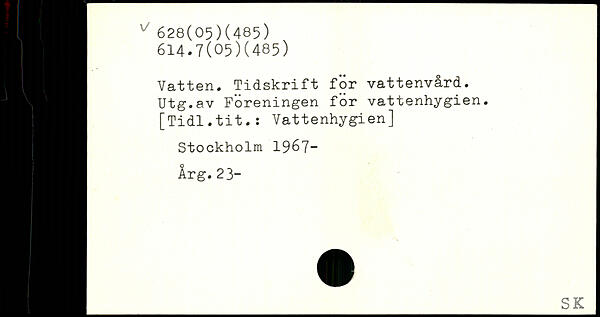 ✓ 628(05)(485)
614.7(05)(485)
Vatten. Tidskrift för vattenvård.
Utg.av Föreningen för vattenhygien.
[Tidl.tit.: Vattenhygien]
Stockholm 1967-
Årg.23-
SK